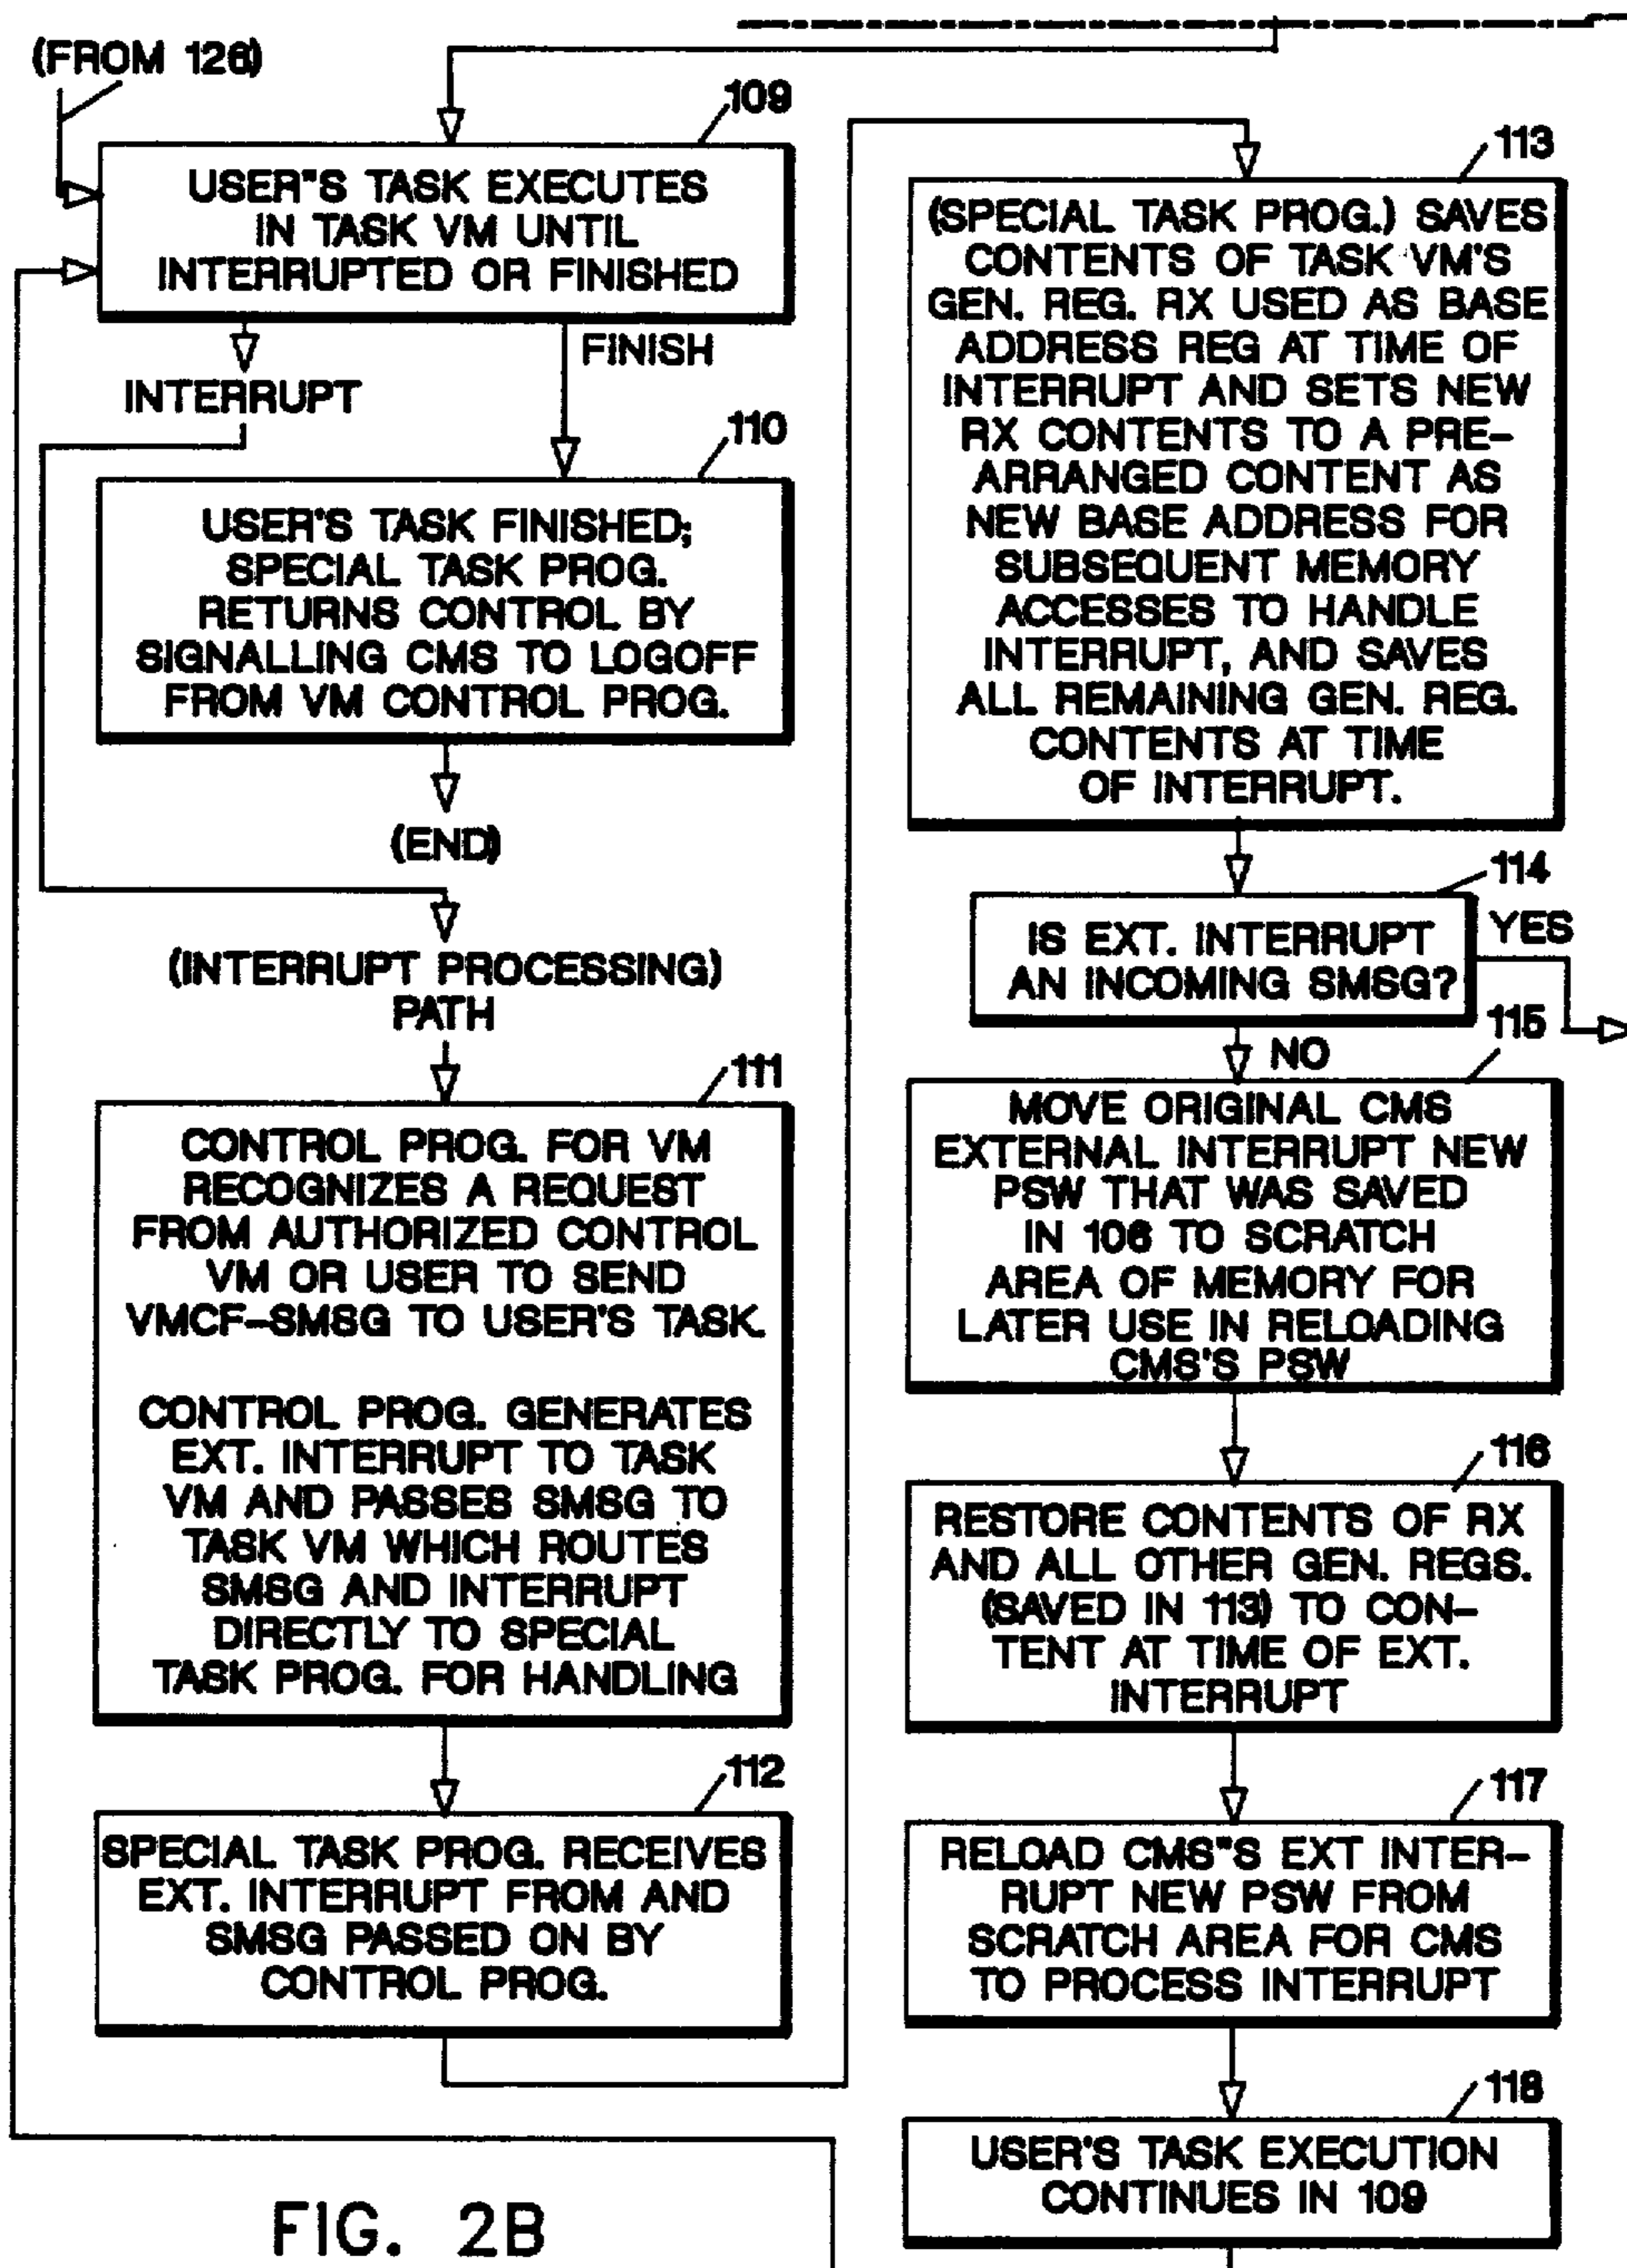 (FROM 126)
109
USER"S TASK EXECUTES
IN TASK VM UNTIL
INTERRUPTED OR FINISHED
FINISH
INTERRUPT
110
USER'S TASK FINISHED;
SPECIAL TASK PROG.
RETURNS CONTROL BY
SIGNALLING CMS TO LOGOFF
FROM VM CONTROL PROG.
(END)
(INTERRUPT PROCESSING)
PATH
111
CONTROL PROG. FOR VM
RECOGNIZES A REQUEST
FROM AUTHORIZED CONTROL
VM OR USER TO SEND
VMCF-SMSG TO USER'S TASK.
CONTROL PROG. GENERATES
EXT. INTERRUPT TO TASK
VM AND PASSES SMSG TO
TASK VM WHICH ROUTES
SMSG AND INTERRUPT
DIRECTLY TO SPECIAL
TASK PROG. FOR HANDLING
112
SPECIAL TASK PROG. RECEIVES
EXT. INTERRUPT FROM AND
SMSG PASSED ON BY
CONTROL PROG.
113
(SPECIAL TASK PROG.) SAVES
CONTENTS OF TASK VM'S
GEN. REG. RX USED AS BASE
ADDRESS REG AT TIME OF
INTERRUPT AND SETS NEW
RX CONTENTS TO A PRE-
ARRANGED CONTENT AS
NEW BASE ADDRESS FOR
SUBSEQUENT MEMORY
ACCESSES TO HANDLE
INTERRUPT, AND SAVES
ALL REMAINING GEN. REG.
CONTENTS AT TIME
OF INTERRUPT.
114
IS EXT. INTERRUPT
AN INCOMING SMSG?
YES
NO
115
MOVE ORIGINAL CMS
EXTERNAL INTERRUPT NEW
PSW THAT WAS SAVED
IN 106 TO SCRATCH
AREA OF MEMORY FOR
LATER USE IN RELOADING
CMS'S PSW
116
RESTORE CONTENTS OF RX
AND ALL OTHER GEN. REGS.
(SAVED IN 113) TO CON-
TENT AT TIME OF EXT.
INTERRUPT
117
RELOAD CMS"S EXT INTER-
RUPT NEW PSW FROM
SCRATCH AREA FOR CMS
TO PROCESS INTERRUPT
118
USER'S TASK EXECUTION
CONTINUES IN 109
FIG. 2B